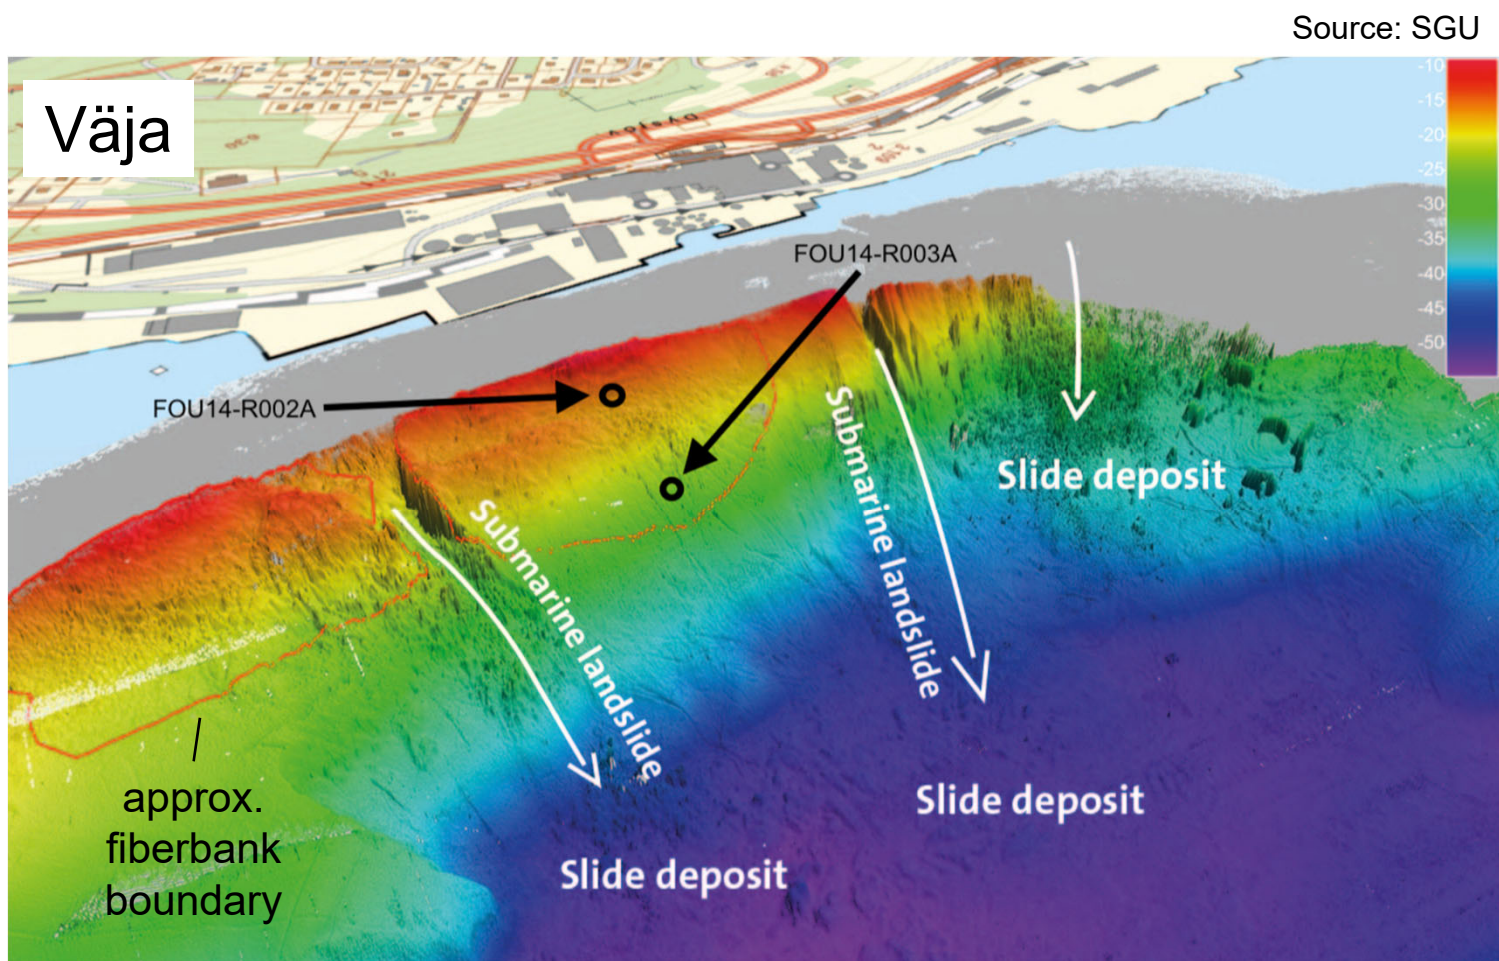 Source: SGU
Väja
-10
-15
-20
-25
-30
-35
-40
-45
-50
FOU14-R003A
FOU14-R002A
Submarine landslide
Submarine landslide
Slide deposit
Slide deposit
Slide deposit
approx.
fiberbank
boundary